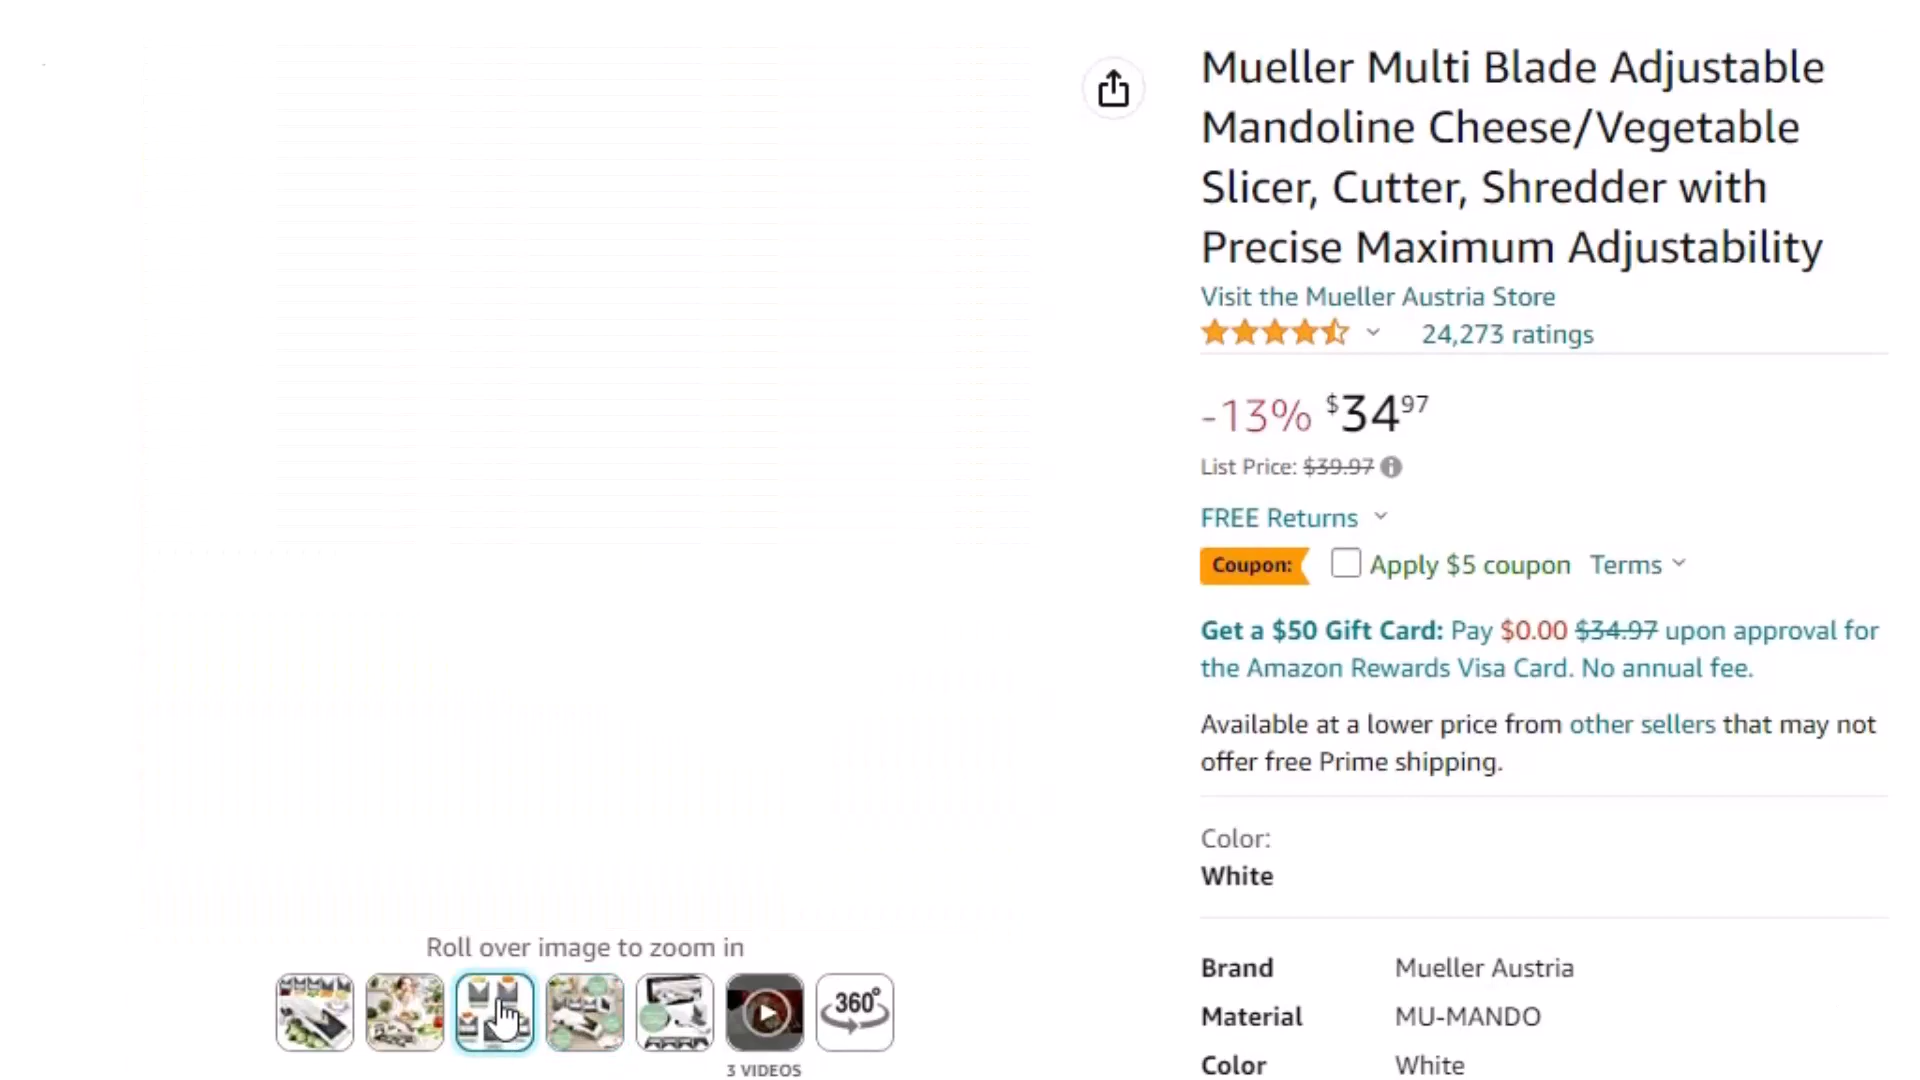 Mueller Multi Blade Adjustable
Mandoline Cheese/Vegetable
Slicer, Cutter, Shredder with
Precise Maximum Adjustability
Visit the Mueller Austria Store
24,273 ratings
-13% $34 97
List Price: $39.97
FREE Returns
Coupon: Apply $5 coupon Terms
Get a $50 Gift Card: Pay $0.00 $34.97 upon approval for
the Amazon Rewards Visa Card. No annual fee.
Available at a lower price from other sellers that may not
offer free Prime shipping.
Color:
White
Brand Mueller Austria
Material MU-MANDO
Color White
Roll over image to zoom in
360°
3 VIDEOS